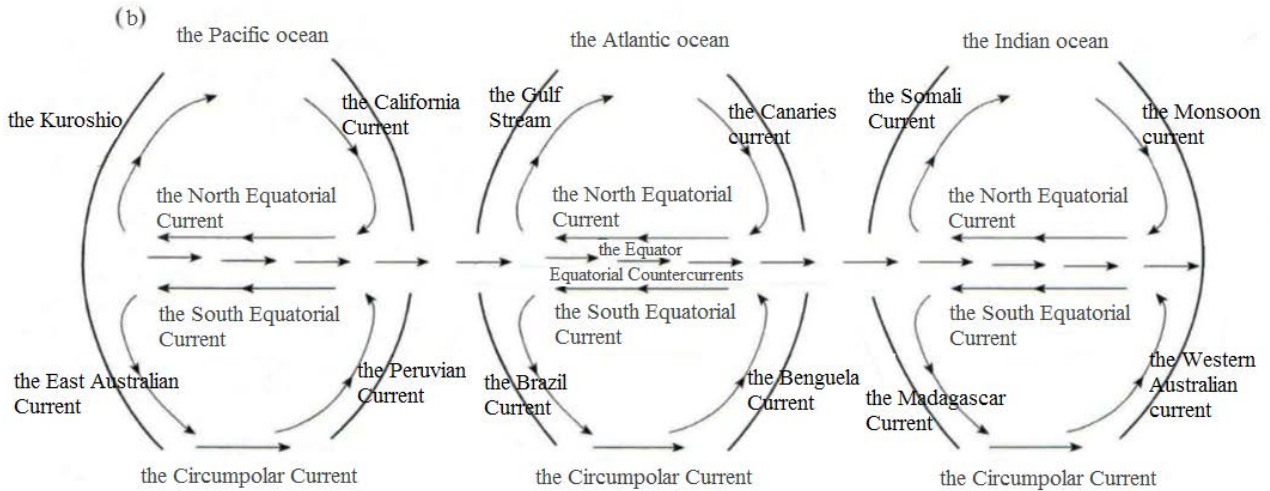 (b)
the Pacific ocean
the Atlantic ocean
the Indian ocean
the Kuroshio
the California
Current
the Gulf
Stream
the Canaries
current
the Somali
Current
the Monsoon
current
the North Equatorial
Current
the North Equatorial
Current
the North Equatorial
Current
the Equator
Equatorial Countercurrents
the South Equatorial
Current
the South Equatorial
Current
the South Equatorial
Current
the East Australian
Current
the Peruvian
Current
the Brazil
Current
the Benguela
Current
the Madagascar
Current
the Western
Australian
current
the Circumpolar Current
the Circumpolar Current
the Circumpolar Current